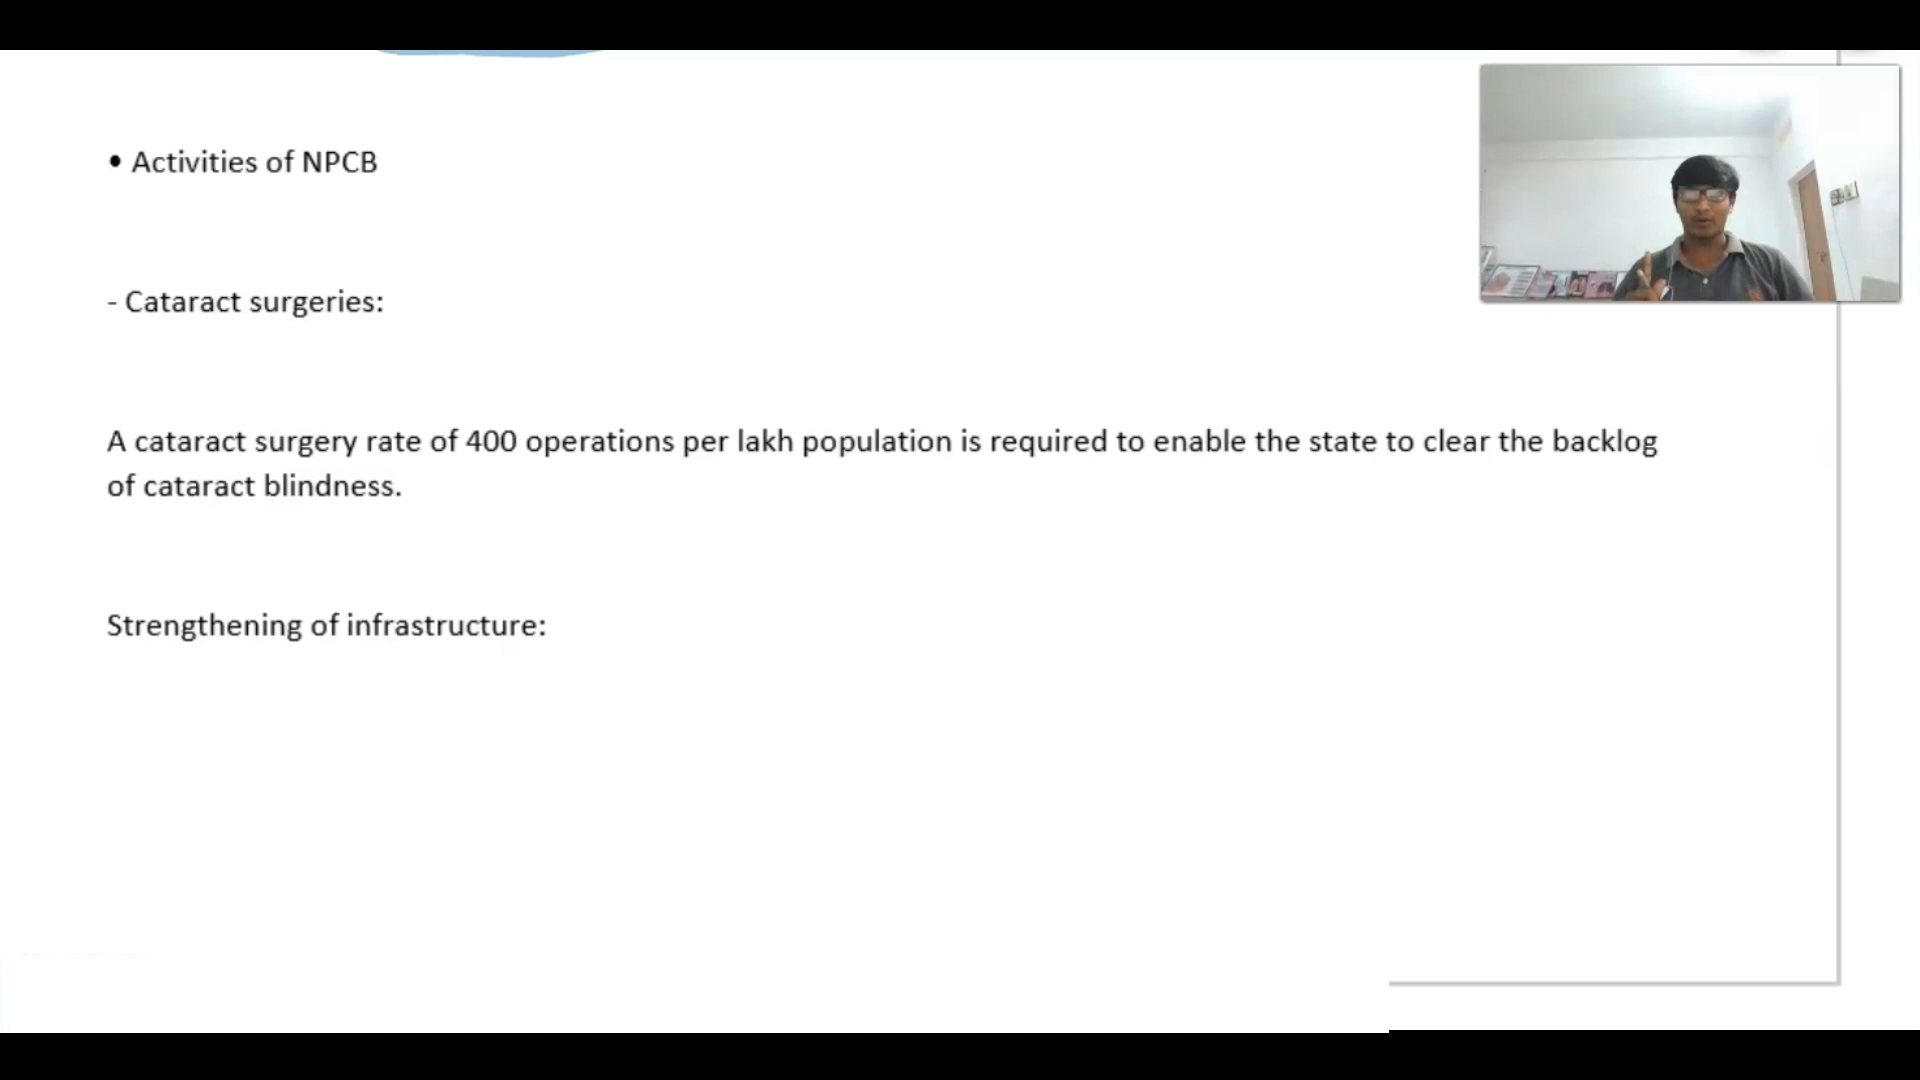 • Activities of NPCB
- Cataract surgeries:
A cataract surgery rate of 400 operations per lakh population is required to enable the state to clear the backlog
of cataract blindness.
Strengthening of infrastructure: